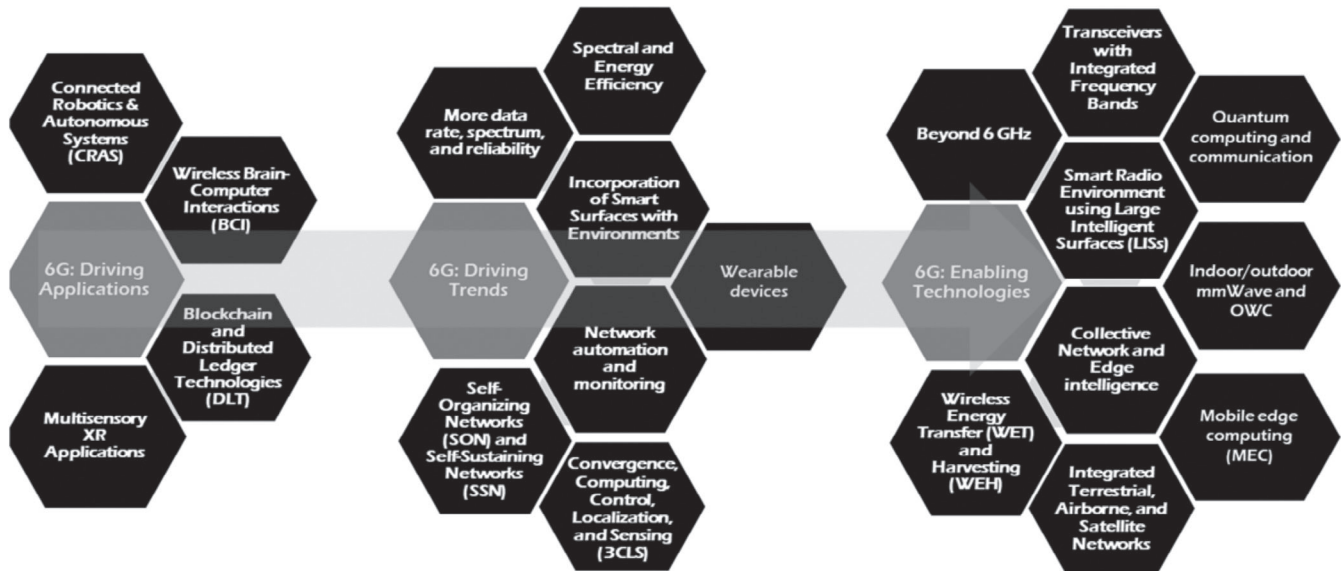 Connected
Robotics &
Autonomous
Systems
(CRAS)
Wireless Brain-
Computer
Interactions
(BCI)
6G: Driving
Applications
Blockchain
and
Distributed
Ledger
Technologies
(DLT)
Multisensory
XR
Applications
Spectral and
Energy
Efficiency
More data
rate, spectrum,
and reliability
Incorporation
of Smart
Surfaces with
Environments
6G: Driving
Trends
Wearable
devices
Network
automation
and
monitoring
Self-
Organizing
Networks
(SON) and
Self-Sustaining
Networks
(SSN)
Convergence,
Computing,
Control,
Localization,
and Sensing
(3CLS)
Transceivers
with
Integrated
Frequency
Bands
Beyond 6 GHz
Quantum
computing and
communication
Smart Radio
Environment
using Large
Intelligent
Surfaces (LISs)
6G: Enabling
Technologies
Indoor/outdoor
mmWave and
OWC
Collective
Network and
Edge
intelligence
Wireless
Energy
Transfer (WET)
and
Harvesting
(WEH)
Mobile edge
computing
(MEC)
Integrated
Terrestrial,
Airborne, and
Satellite
Networks